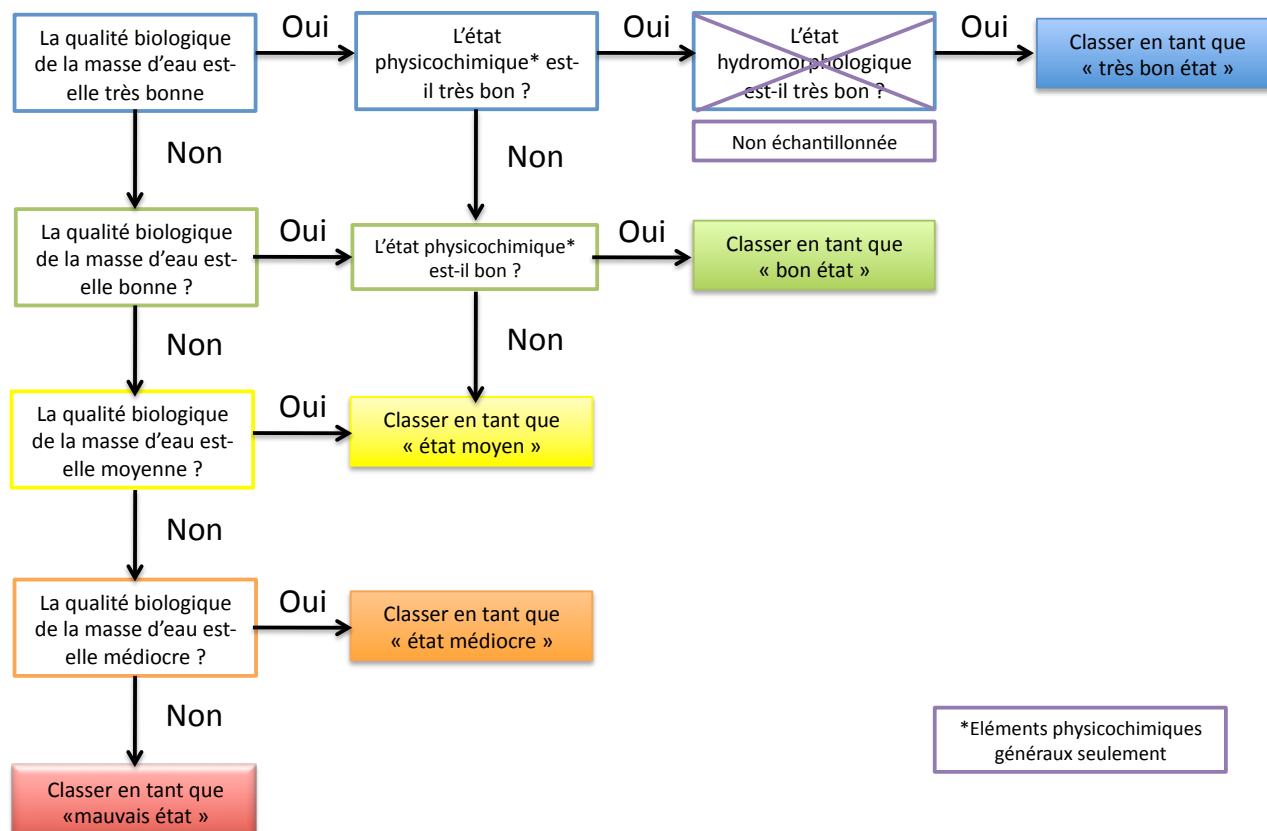 La qualité biologique
de la masse d'eau est-
elle très bonne
Oui
L'état
physicochimique* est-
il très bon ?
Oui
L'état
hydromorphologique
est-il très bon ?
Oui
Classer en tant que
« très bon état »
Non échantillonnée
Non
Non
La qualité biologique
de la masse d'eau est-
elle bonne ?
Oui
L'état physicochimique*
est-il bon ?
Oui
Classer en tant que
« bon état »
Non
Non
La qualité biologique
de la masse d'eau est-
elle moyenne ?
Oui
Classer en tant que
« état moyen »
Non
La qualité biologique
de la masse d'eau est-
elle médiocre ?
Oui
Classer en tant que
« état médiocre »
Non
*Eléments physicochimiques
généraux seulement
Classer en tant que
«mauvais état »